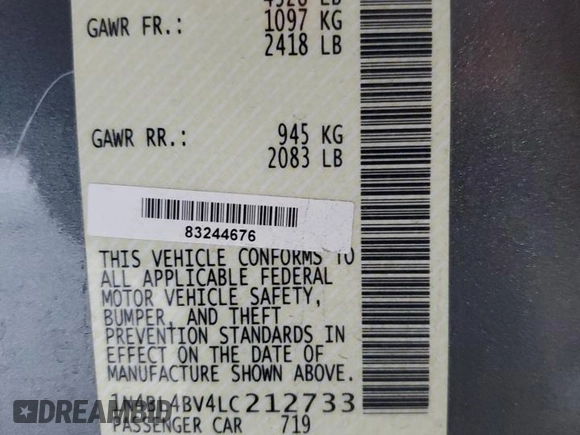 GAWR FR.: 1097 KG
2418 LB
GAWR RR.: 945 KG
2083 LB
83244676
THIS VEHICLE CONFORMS TO
ALL APPLICABLE FEDERAL
MOTOR VEHICLE SAFETY,
BUMPER, AND THEFT
PREVENTION STANDARDS IN
EFFECT ON THE DATE OF
MANUFACTURE SHOWN ABOVE.
1N4BL4BV4LC212733
PASSENGER CAR 719
DREAMBID